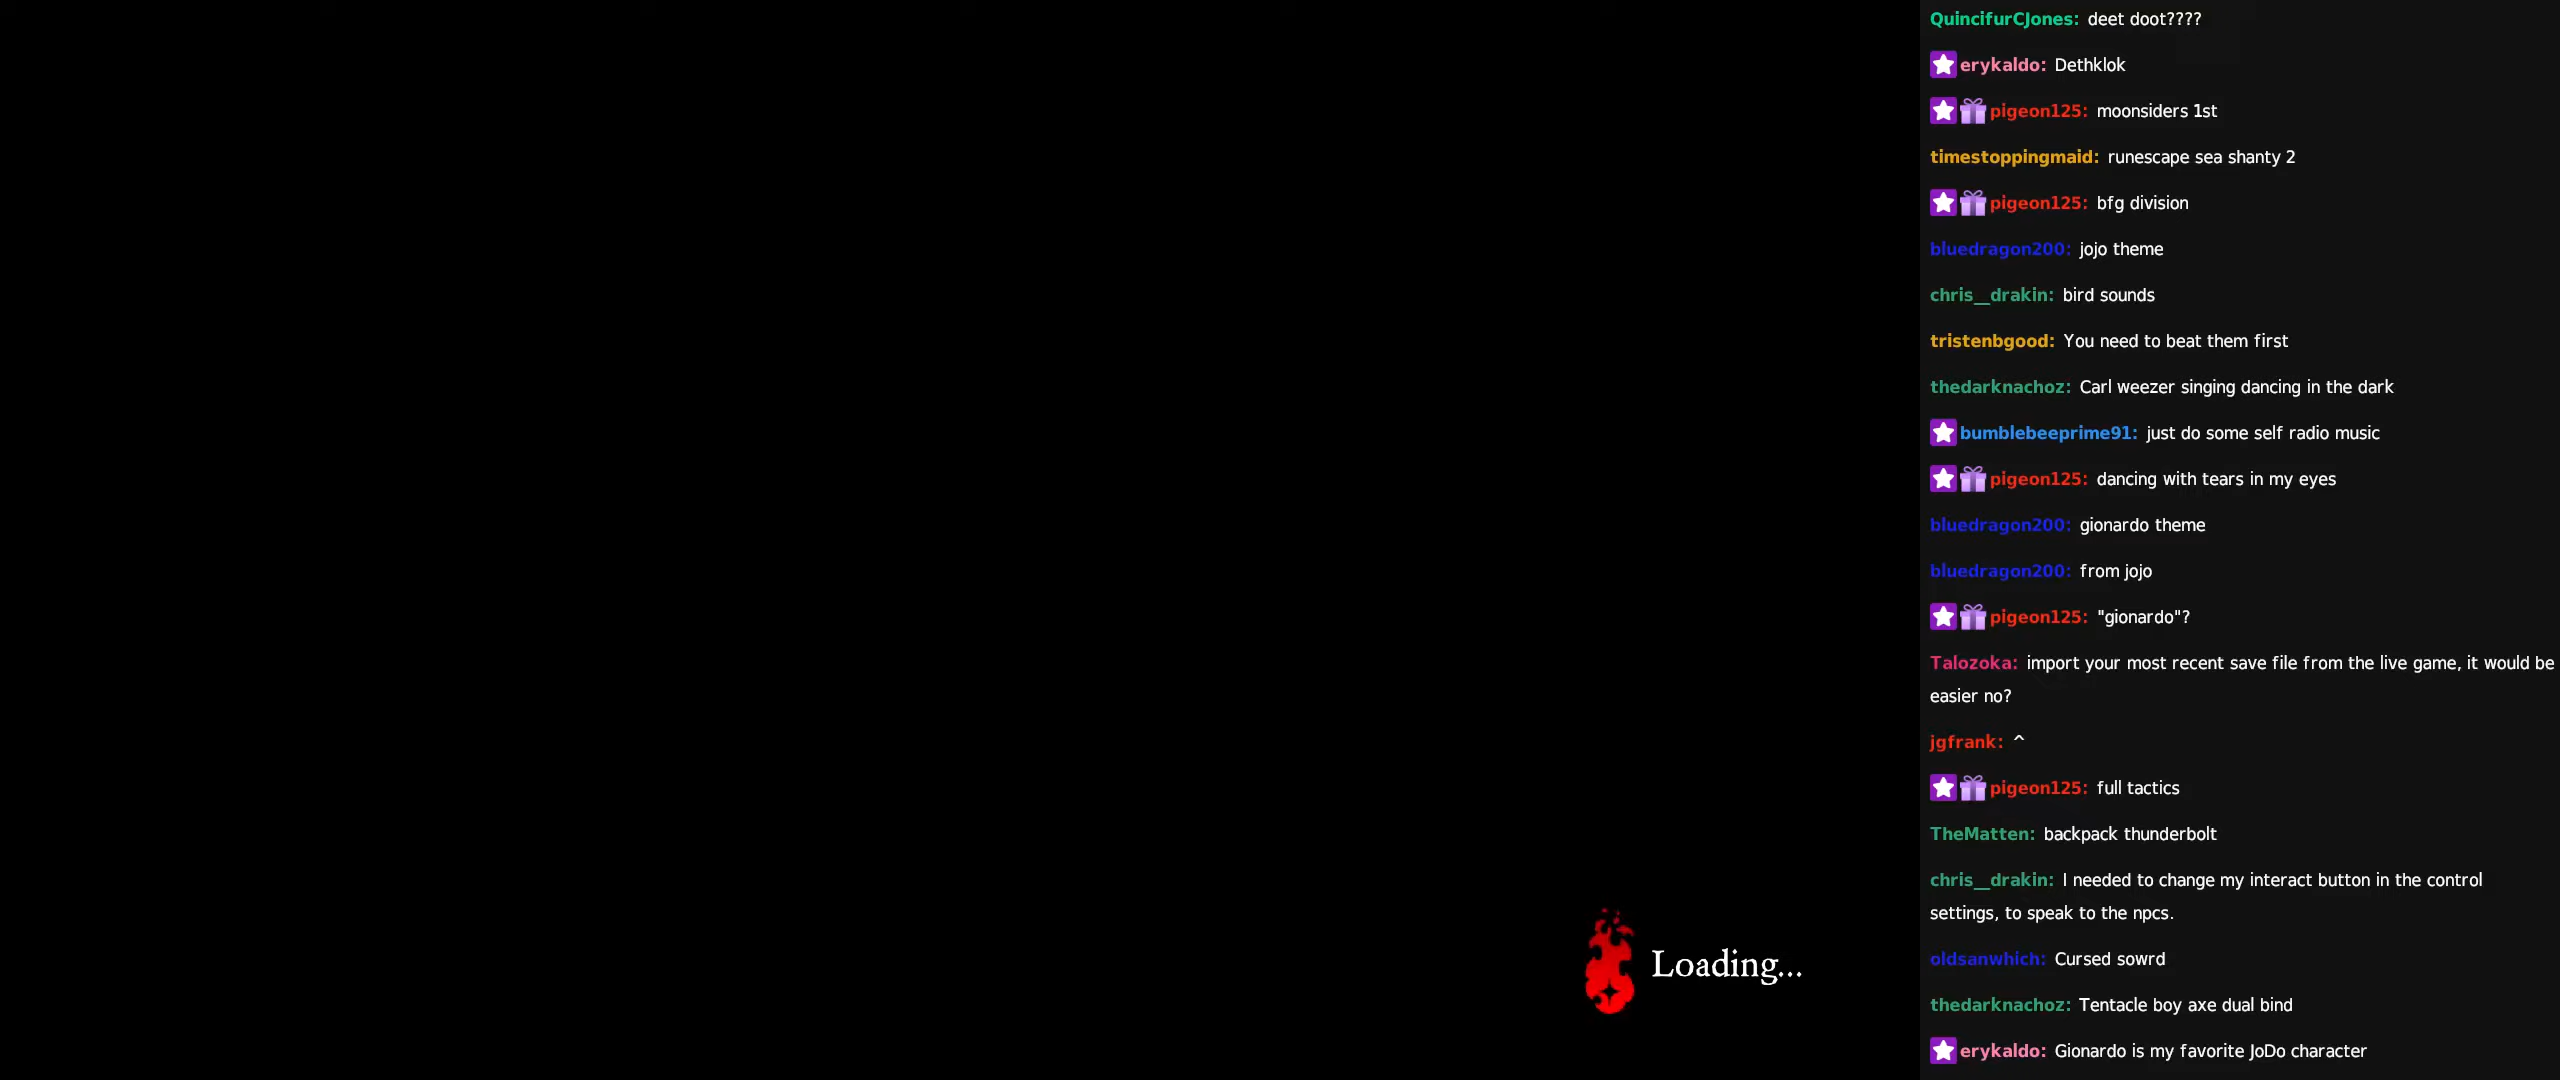 QuincifurCJones: deet doot????
erykaldo: Dethklok
pigeon125: moonsiders 1st
timestoppingmaid: runescape sea shanty 2
pigeon125: bfg division
bluedragon200: jojo theme
chris__drakin: bird sounds
tristenbgood: You need to beat them first
thedarknachoz: Carl weezer singing dancing in the dark
bumblebeeprime91: just do some self radio music
pigeon125: dancing with tears in my eyes
bluedragon200: gionardo theme
bluedragon200: from jojo
pigeon125: "gionardo"?
Talozoka: import your most recent save file from the live game, it would be
easier no?
jgfrank: ^
pigeon125: full tactics
TheMatten: backpack thunderbolt
chris__drakin: I needed to change my interact button in the control
settings, to speak to the npcs.
oldsanwhich: Cursed sowrd
thedarknachoz: Tentacle boy axe dual bind
erykaldo: Gionardo is my favorite JoDo character
Loading...